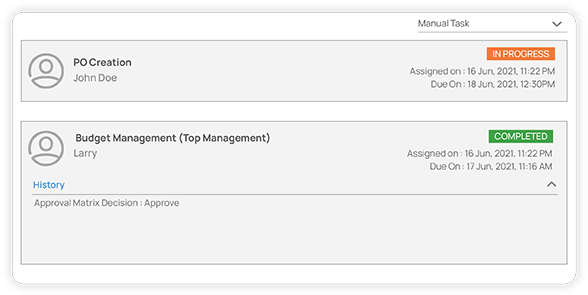 Manual Task
PO Creation
IN PROGRESS
John Doe
Assigned on : 16 Jun, 2021, 11:22 PM
Due On : 18 Jun, 2021, 12:30PM
Budget Management (Top Management)
COMPLETED
Larry
Assigned on : 16 Jun, 2021, 11:22 PM
Due On : 17 Jun, 2021, 11:16 AM
History
Approval Matrix Decision : Approve